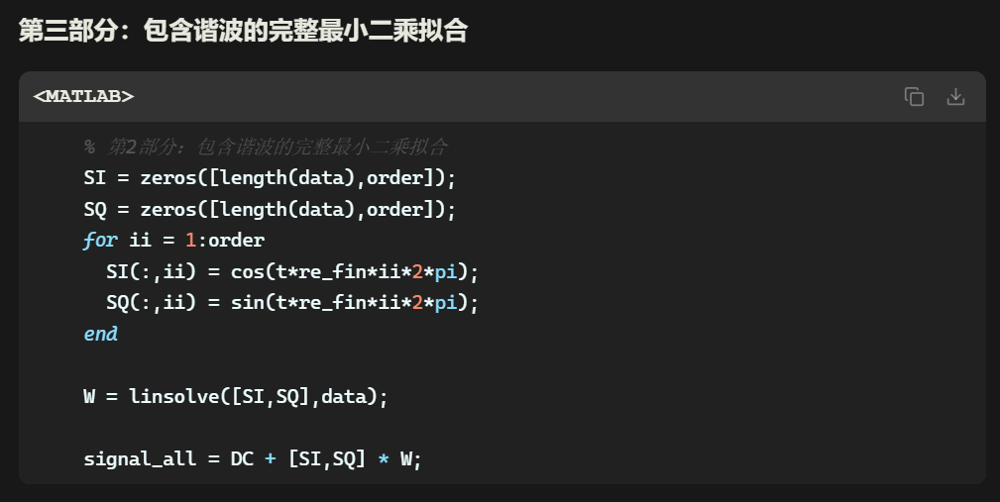 第三部分：包含谐波的完整最小二乘拟合
<MATLAB>
% 第2部分：包含谐波的完整最小二乘拟合
SI = zeros([length(data),order]);
SQ = zeros([length(data),order]);
for ii = 1:order
  SI(:,ii) = cos(t*re_fin*ii*2*pi);
  SQ(:,ii) = sin(t*re_fin*ii*2*pi);
end
W = linsolve([SI,SQ],data);
signal_all = DC + [SI,SQ] * W;